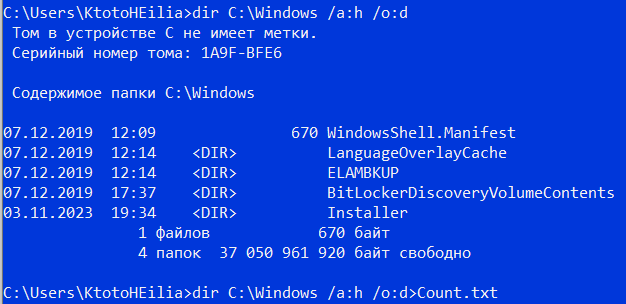 C:\Users\KtotoHEilia>dir C:\Windows /a:h /o:d
Том в устройстве C не имеет метки.
Серийный номер тома: 1A9F-BFE6
Содержимое папки C:\Windows
07.12.2019  12:09               670 WindowsShell.Manifest
07.12.2019  12:14    <DIR>          LanguageOverlayCache
07.12.2019  12:14    <DIR>          ELAMBKUP
07.12.2019  17:37    <DIR>          BitLockerDiscoveryVolumeContents
03.11.2023  19:34    <DIR>          Installer
1 файлов            670 байт
4 папок  37 050 961 920 байт свободно
C:\Users\KtotoHEilia>dir C:\Windows /a:h /o:d>Count.txt